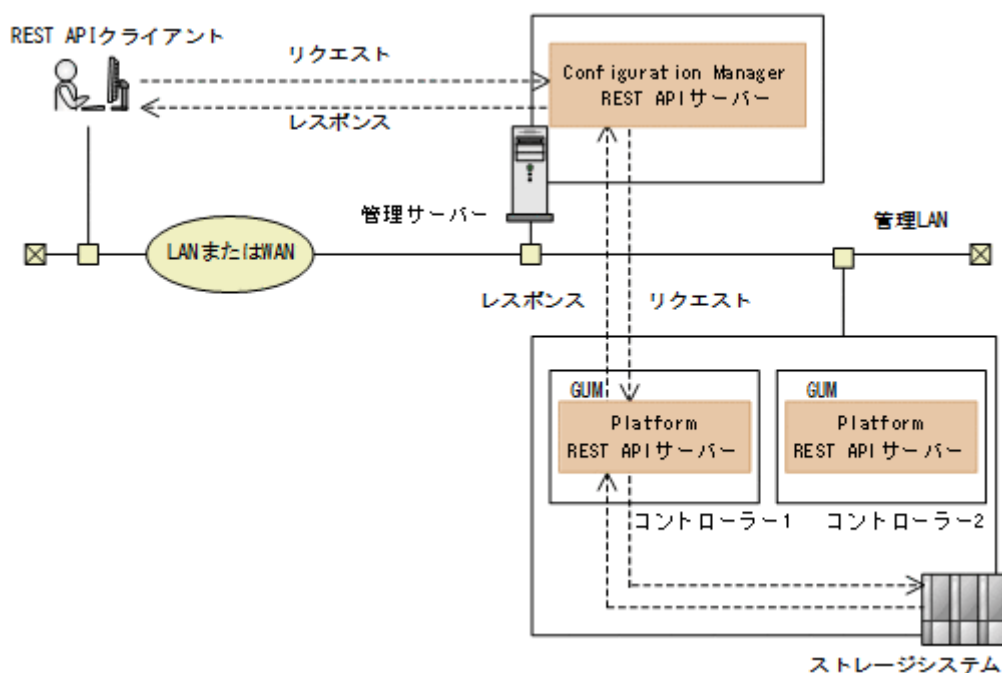 REST APIクライアント
リクエスト
レスポンス
Configuration Manager
REST APIサーバー
管理サーバー
LANまたはWAN
管理LAN
レスポンス
リクエスト
GUM
Platform
REST APIサーバー
コントローラー1
GUM
Platform
REST APIサーバー
コントローラー2
ストレージシステム